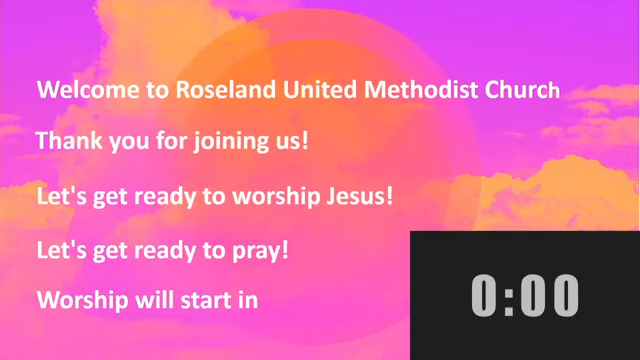 Welcome to Roseland United Methodist Church
Thank you for joining us!
Let's get ready to worship Jesus!
Let's get ready to pray!
Worship will start in
0:00